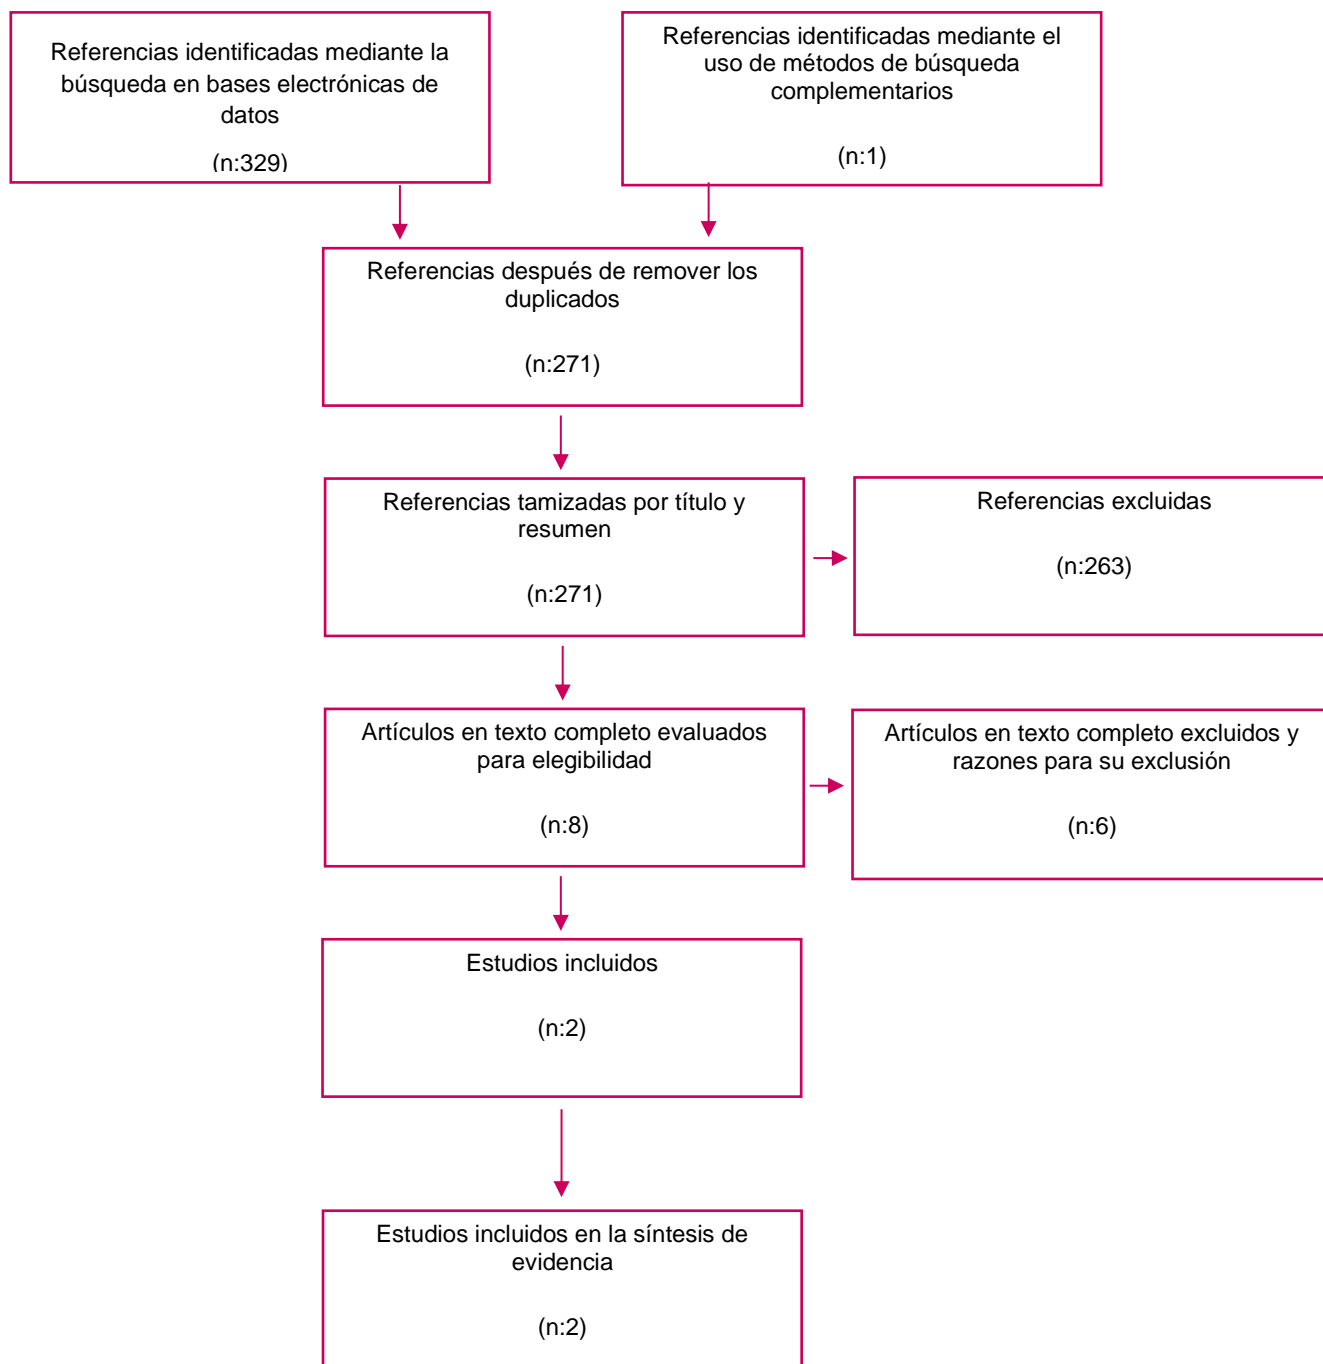 Referencias identificadas mediante la
búsqueda en bases electrónicas de
datos
(n:329)
Referencias identificadas mediante el
uso de métodos de búsqueda
complementarios
(n:1)
Referencias después de remover los
duplicados
(n:271)
Referencias tamizadas por título y
resumen
(n:271)
Referencias excluidas
(n:263)
Artículos en texto completo evaluados
para elegibilidad
(n:8)
Artículos en texto completo excluidos y
razones para su exclusión
(n:6)
Estudios incluidos
(n:2)
Estudios incluidos en la síntesis de
evidencia
(n:2)